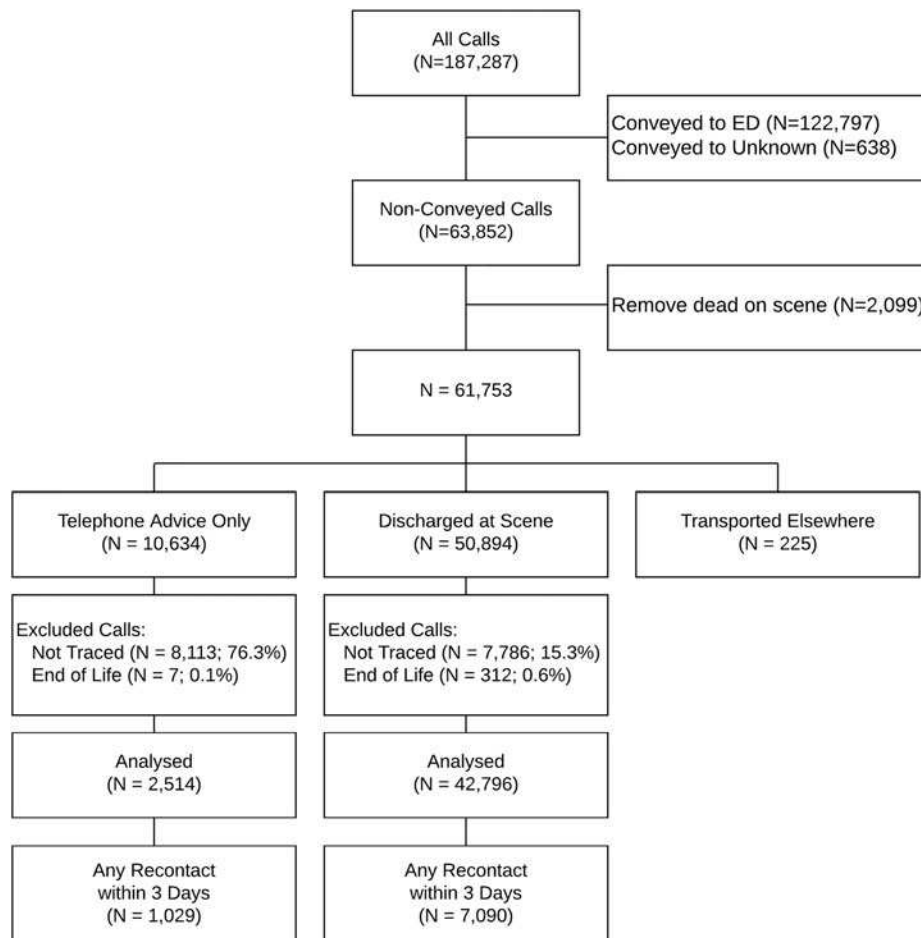 All Calls
(N=187,287)
Conveyed to ED (N=122,797)
Conveyed to Unknown (N=638)
Non-Conveyed Calls
(N=63,852)
Remove dead on scene (N=2,099)
N = 61,753
Telephone Advice Only
(N = 10,634)
Discharged at Scene
(N = 50,894)
Transported Elsewhere
(N = 225)
Excluded Calls:
Not Traced (N = 8,113; 76.3%)
End of Life (N = 7; 0.1%)
Excluded Calls:
Not Traced (N = 7,786; 15.3%)
End of Life (N = 312; 0.6%)
Analysed
(N = 2,514)
Analysed
(N = 42,796)
Any Recontact
within 3 Days
(N = 1,029)
Any Recontact
within 3 Days
(N = 7,090)